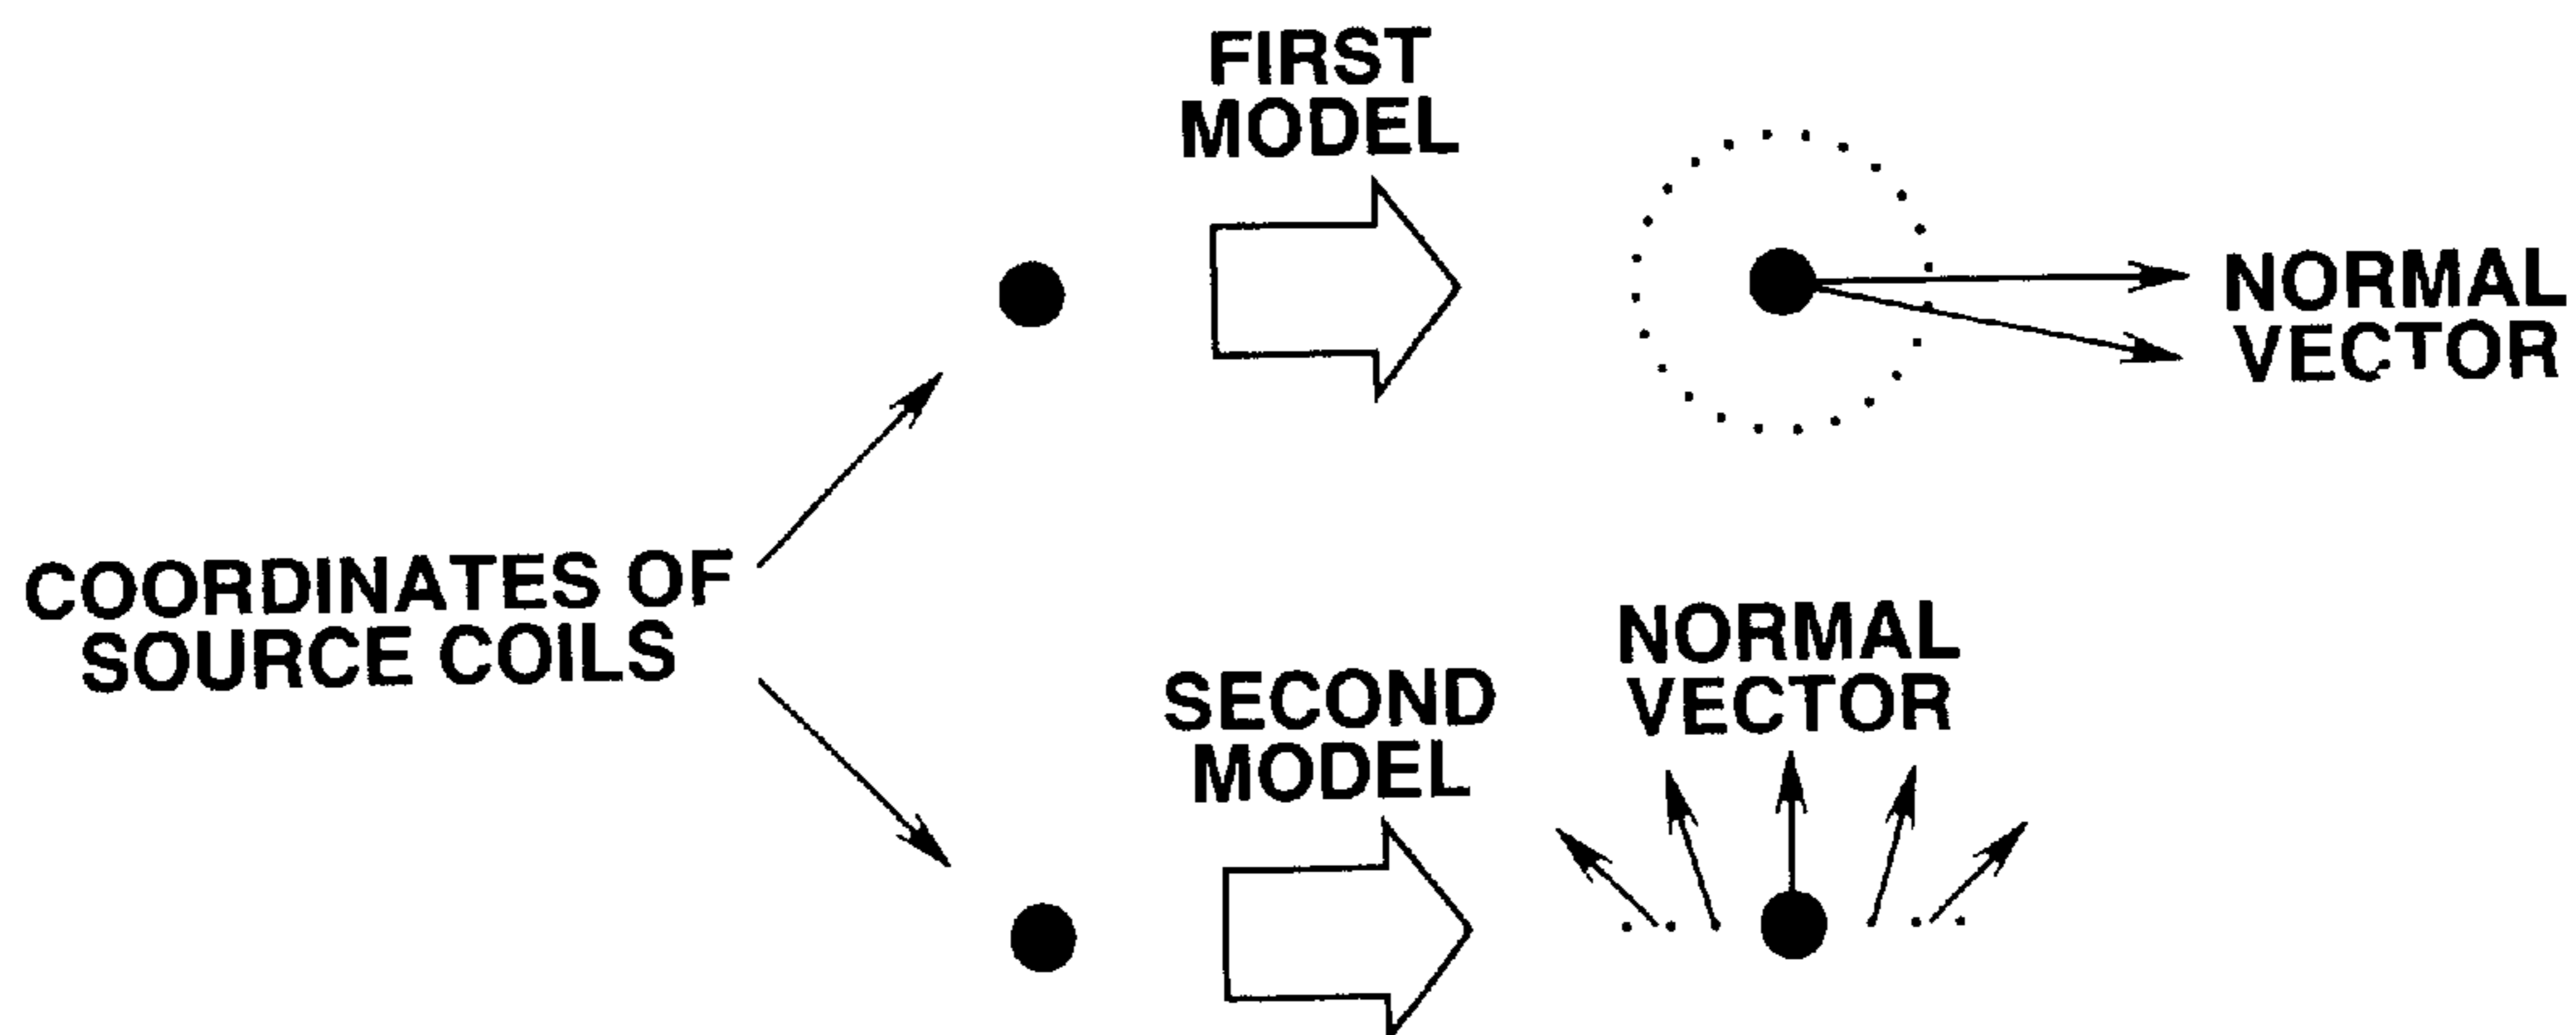 FIRST
MODEL
NORMAL
VECTOR
COORDINATES OF
SOURCE COILS
SECOND
MODEL
NORMAL
VECTOR